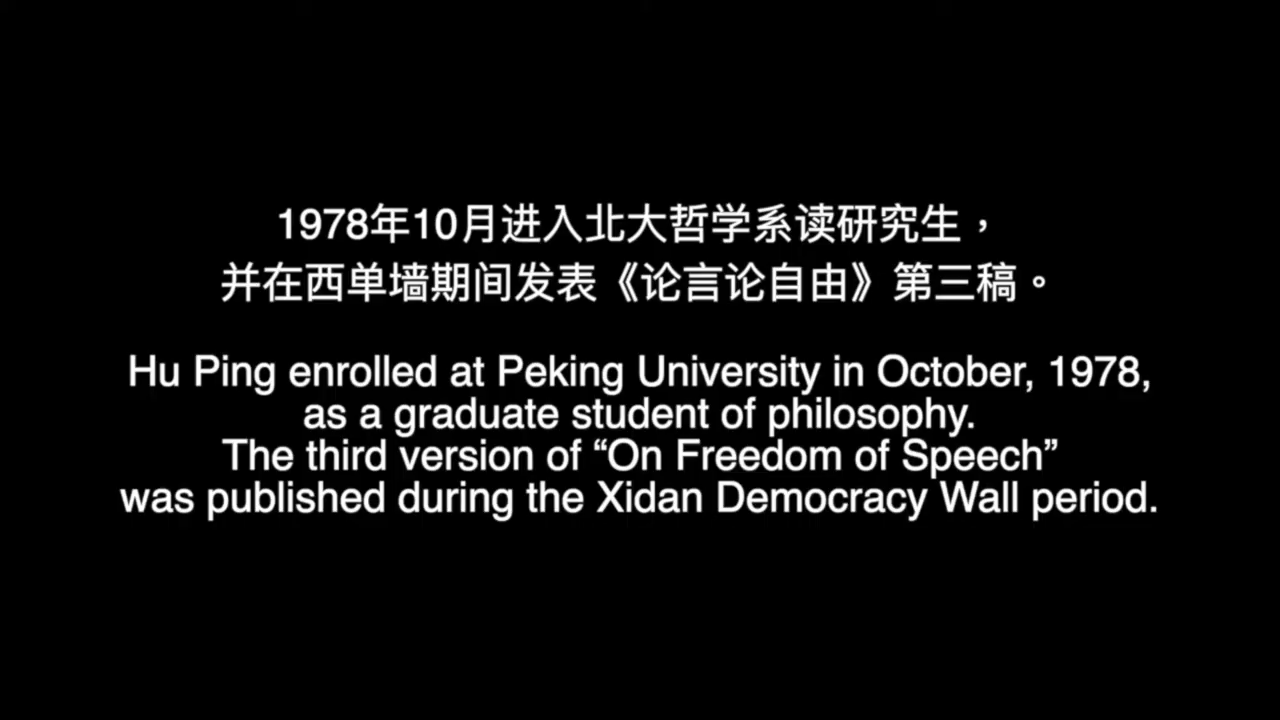 1978年10月进入北大哲学系读研究生，
并在西单墙期间发表《论言论自由》第三稿。
Hu Ping enrolled at Peking University in October, 1978,
as a graduate student of philosophy.
The third version of “On Freedom of Speech”
was published during the Xidan Democracy Wall period.